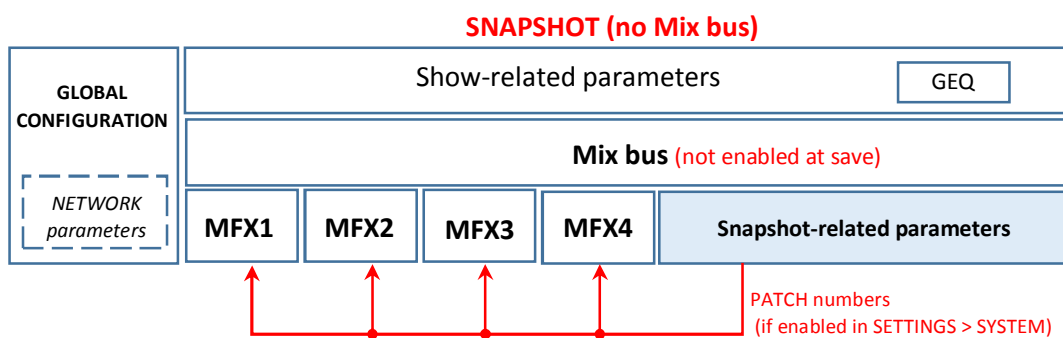 SNAPSHOT (no Mix bus)
GLOBAL
CONFIGURATION
NETWORK
parameters
Show-related parameters
GEQ
Mix bus (not enabled at save)
MFX1
MFX2
MFX3
MFX4
Snapshot-related parameters
PATCH numbers
(if enabled in SETTINGS > SYSTEM)